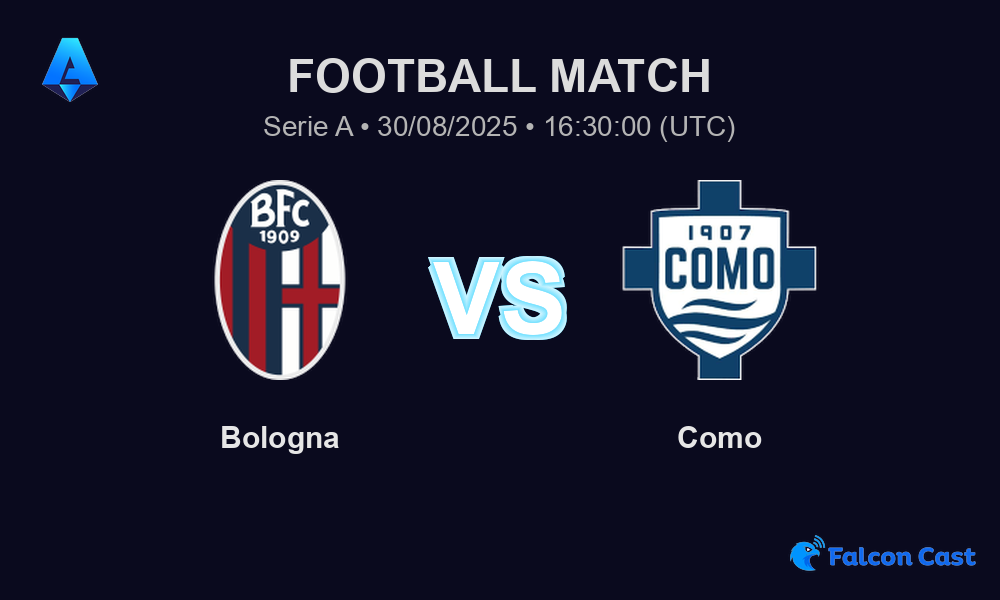 FOOTBALL MATCH
Serie A • 30/08/2025 • 16:30:00 (UTC)
BFC
1909
VS
1907
COMO
Bologna
Como
Falcon Cast